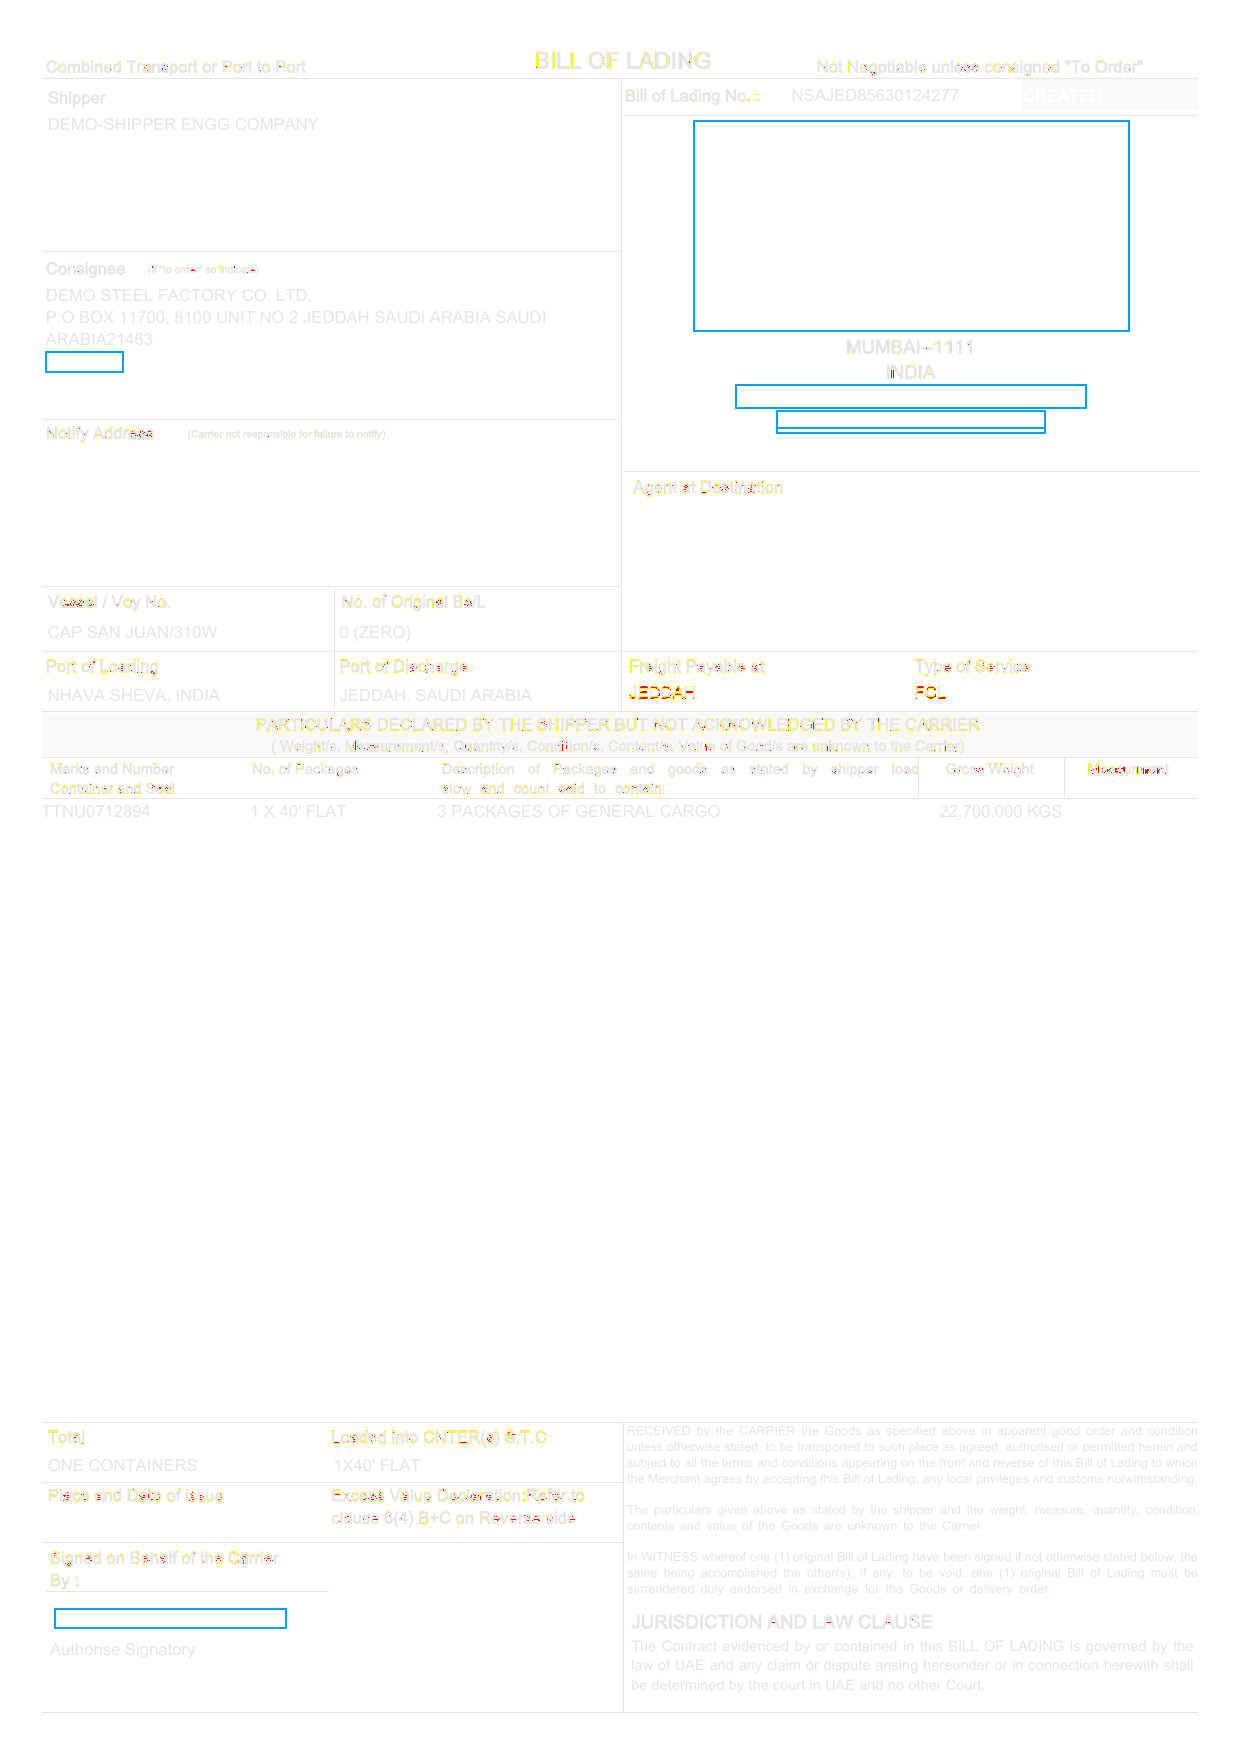 Combined Transport or Port to Port
BILL OF LADING
Not Negotiable unless consigned "To Order"
Shipper
DEMO-SHIPPER ENGG COMPANY
Bill of Lading No. :
NSAJED85630124277
CREATED
Consignee (If "to order" so indicate)
DEMO STEEL FACTORY CO. LTD.
P.O BOX 11700, 8100 UNIT NO 2 JEDDAH SAUDI ARABIA SAUDI
ARABIA21463
MUMBAI--1111
INDIA
Notify Address (Carrier not responsible for failure to notify)
Agent at Destination
Vessel / Voy No.
No. of Original Bs/L
CAP SAN JUAN/310W
0 (ZERO)
Port of Loading
Port of Discharge
Freight Payable at
Type of Service
NHAVA SHEVA, INDIA
JEDDAH, SAUDI ARABIA
JEDDAH
FCL
PARTICULARS DECLARED BY THE SHIPPER BUT NOT ACKNOWLEDGED BY THE CARRIER
( Weight/s, Measurement/s, Quantity/s, Condition/s, Content/s, Value of Good/s are unknown to the Carrier)
Marks and Number
Container and Seal
No. of Packages
Description of Packages and goods as stated by shipper load
stow and count said to contain
Gross Weight
Measurement
TTNU0712894
1 X 40' FLAT
3 PACKAGES OF GENERAL CARGO
22,700.000 KGS
Total
Loaded into CNTER(s) S.T.C
ONE CONTAINERS
1X40' FLAT
Place and Date of issue
Excess Value Declaration:Refer to
clause 6(4) B+C on Reverse side
Signed on Behalf of the Carrier
By :
Authorise Signatory
RECEIVED by the CARRIER the Goods as specified above in apparent good order and condition
unless otherwise stated, to be transported to such place as agreed, authorised or permitted herein and
subject to all the terms and conditions appearing on the front and reverse of this Bill of Lading to which
the Merchant agrees by accepting this Bill of Lading, any local privileges and customs notwithstanding.
The particulars given above as stated by the shipper and the weight, measure, quantity, condition,
contents and value of the Goods are unknown to the Carrier.
In WITNESS whereof one (1) original Bill of Lading have been signed if not otherwise stated below, the
same being accomplished the other(s), if any, to be void. one (1) original Bill of Lading must be
surrendered duly endorsed in exchange for the Goods or delivery order.
JURISDICTION AND LAW CLAUSE
The Contract evidenced by or contained in this BILL OF LADING is governed by the
law of UAE and any claim or dispute arising hereunder or in connection herewith shall
be determined by the court in UAE and no other Court.